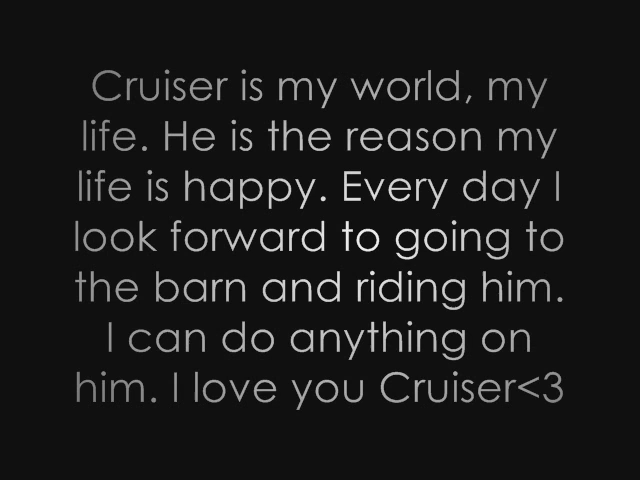 Cruiser is my world, my
life. He is the reason my
life is happy. Every day I
look forward to going to
the barn and riding him.
I can do anything on
him. I love you Cruiser<3